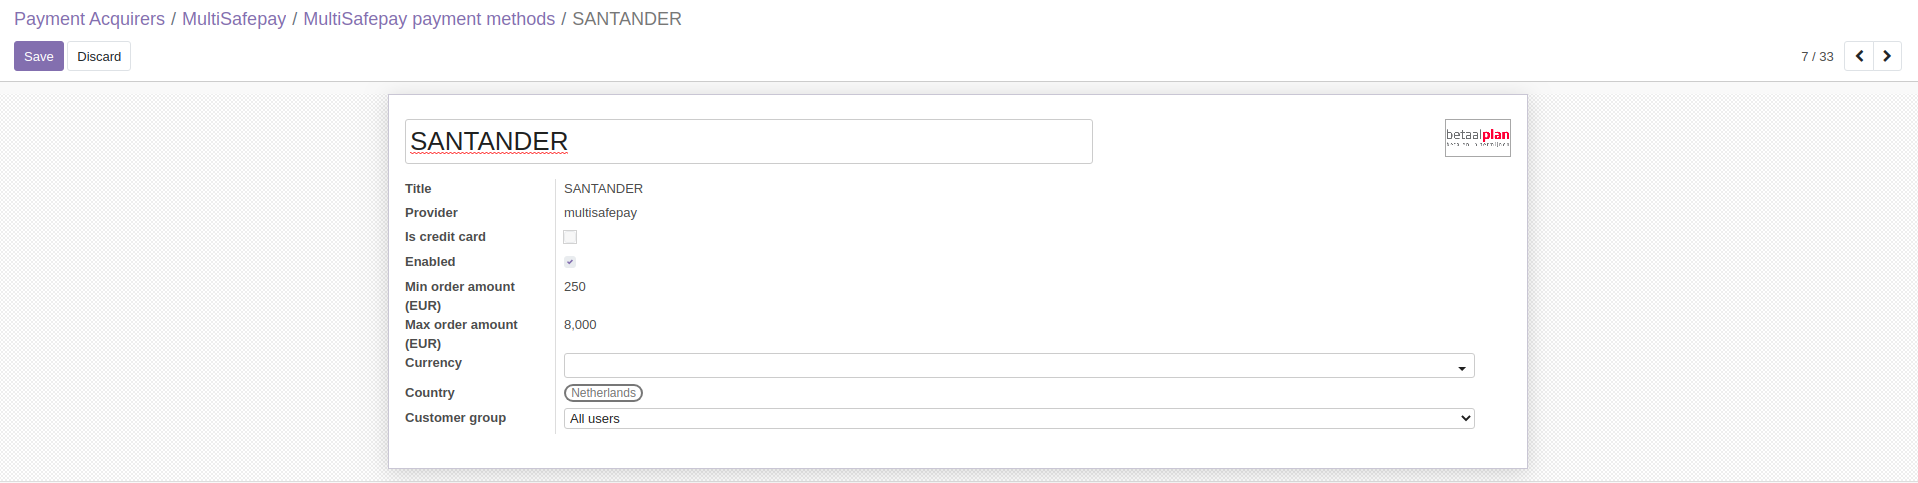 Payment Acquirers / MultiSafepay / MultiSafepay payment methods / SANTANDER
Save Discard 7 / 33
SANTANDER
betaalplan
Title SANTANDER
Provider multisafepay
Is credit card
Enabled
Min order amount 250
(EUR)
Max order amount 8,000
(EUR)
Currency
Country Netherlands
Customer group All users